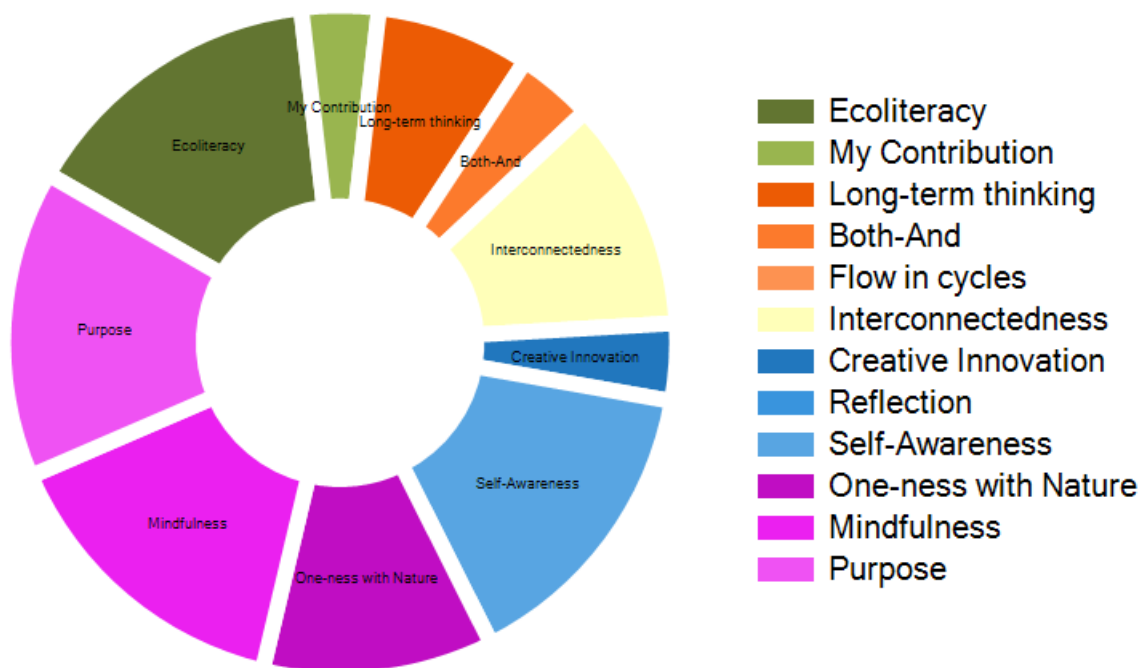 My Contribution
Long-term thinking
Ecoliteracy
Both-And
Interconnectedness
Purpose
Creative Innovation
Self-Awareness
Mindfulness
One-ness with Nature
Ecoliteracy
My Contribution
Long-term thinking
Both-And
Flow in cycles
Interconnectedness
Creative Innovation
Reflection
Self-Awareness
One-ness with Nature
Mindfulness
Purpose